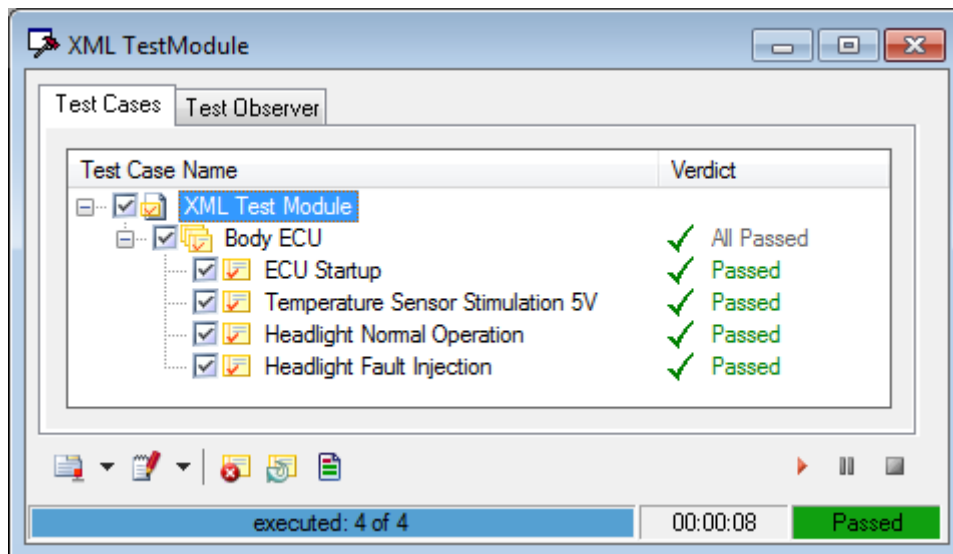 XML TestModule
Test Cases Test Observer
Test Case Name Verdict
XML Test Module
Body ECU All Passed
ECU Startup Passed
Temperature Sensor Stimulation 5V Passed
Headlight Normal Operation Passed
Headlight Fault Injection Passed
executed: 4 of 4 00:00:08 Passed